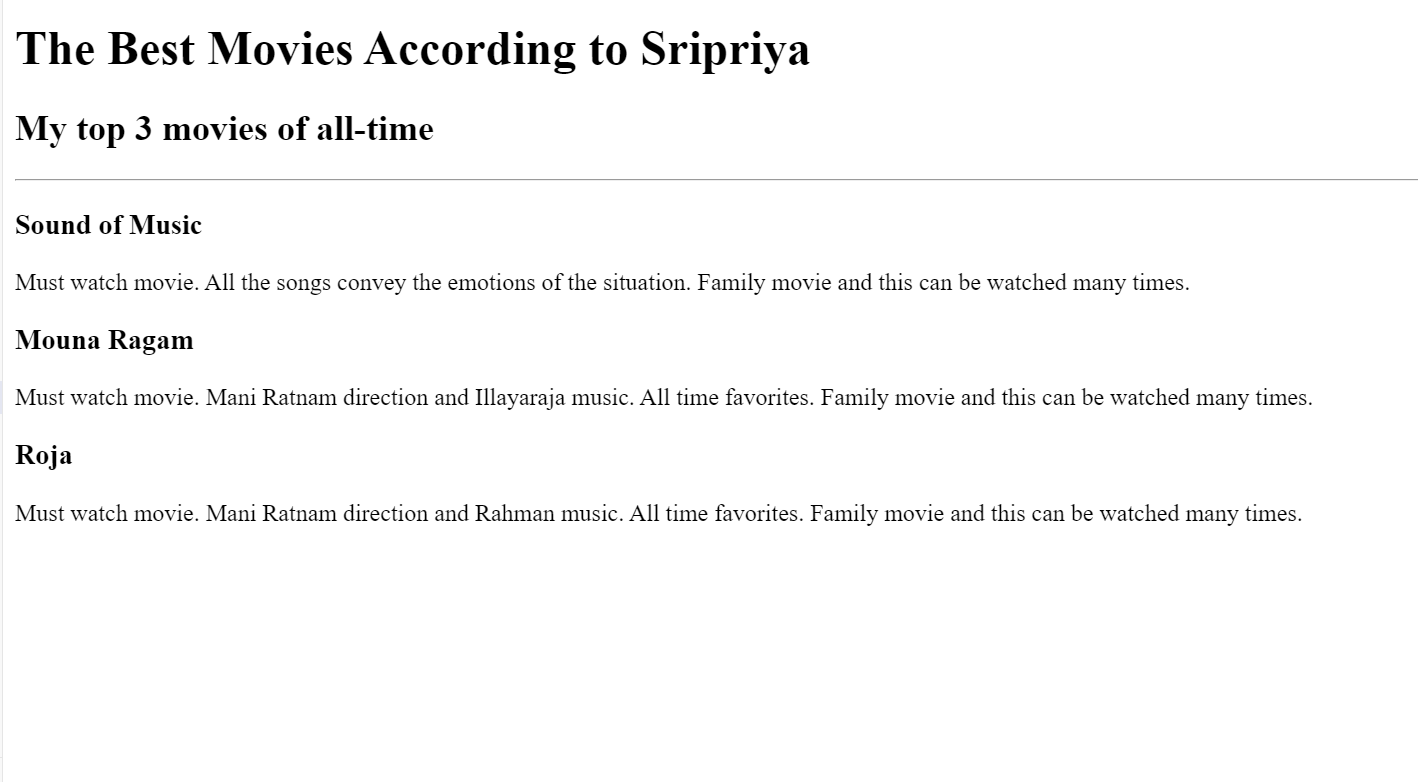 The Best Movies According to Sripriya
My top 3 movies of all-time
Sound of Music
Must watch movie. All the songs convey the emotions of the situation. Family movie and this can be watched many times.
Mouna Ragam
Must watch movie. Mani Ratnam direction and Illayaraja music. All time favorites. Family movie and this can be watched many times.
Roja
Must watch movie. Mani Ratnam direction and Rahman music. All time favorites. Family movie and this can be watched many times.